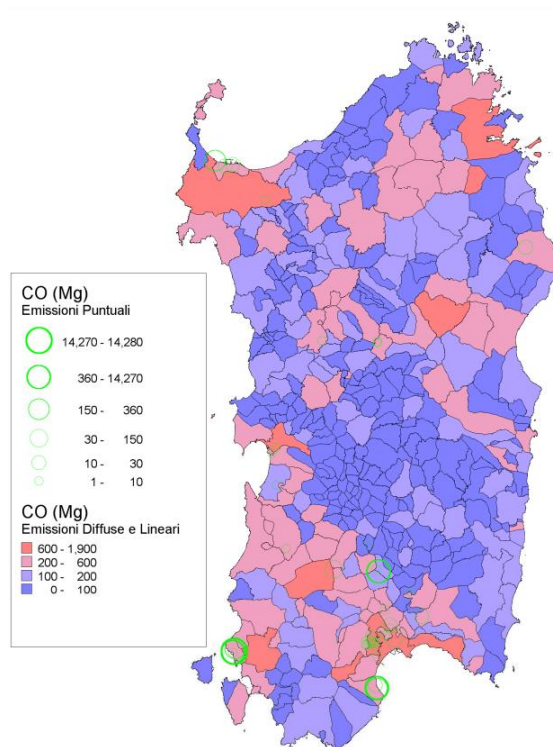 CO (Mg)
Emissioni Puntuali
14,270 - 14,280
360 - 14,270
150 - 360
30 - 150
10 - 30
1 - 10
CO (Mg)
Emissioni Diffuse e Lineari
600 - 1,900
200 - 600
100 - 200
0 - 100